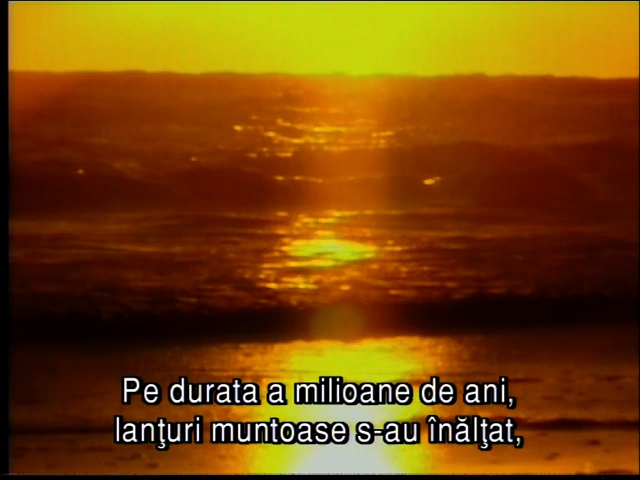 Pe durata a milioane de ani,
lanţuri muntoase s-au înălţat,